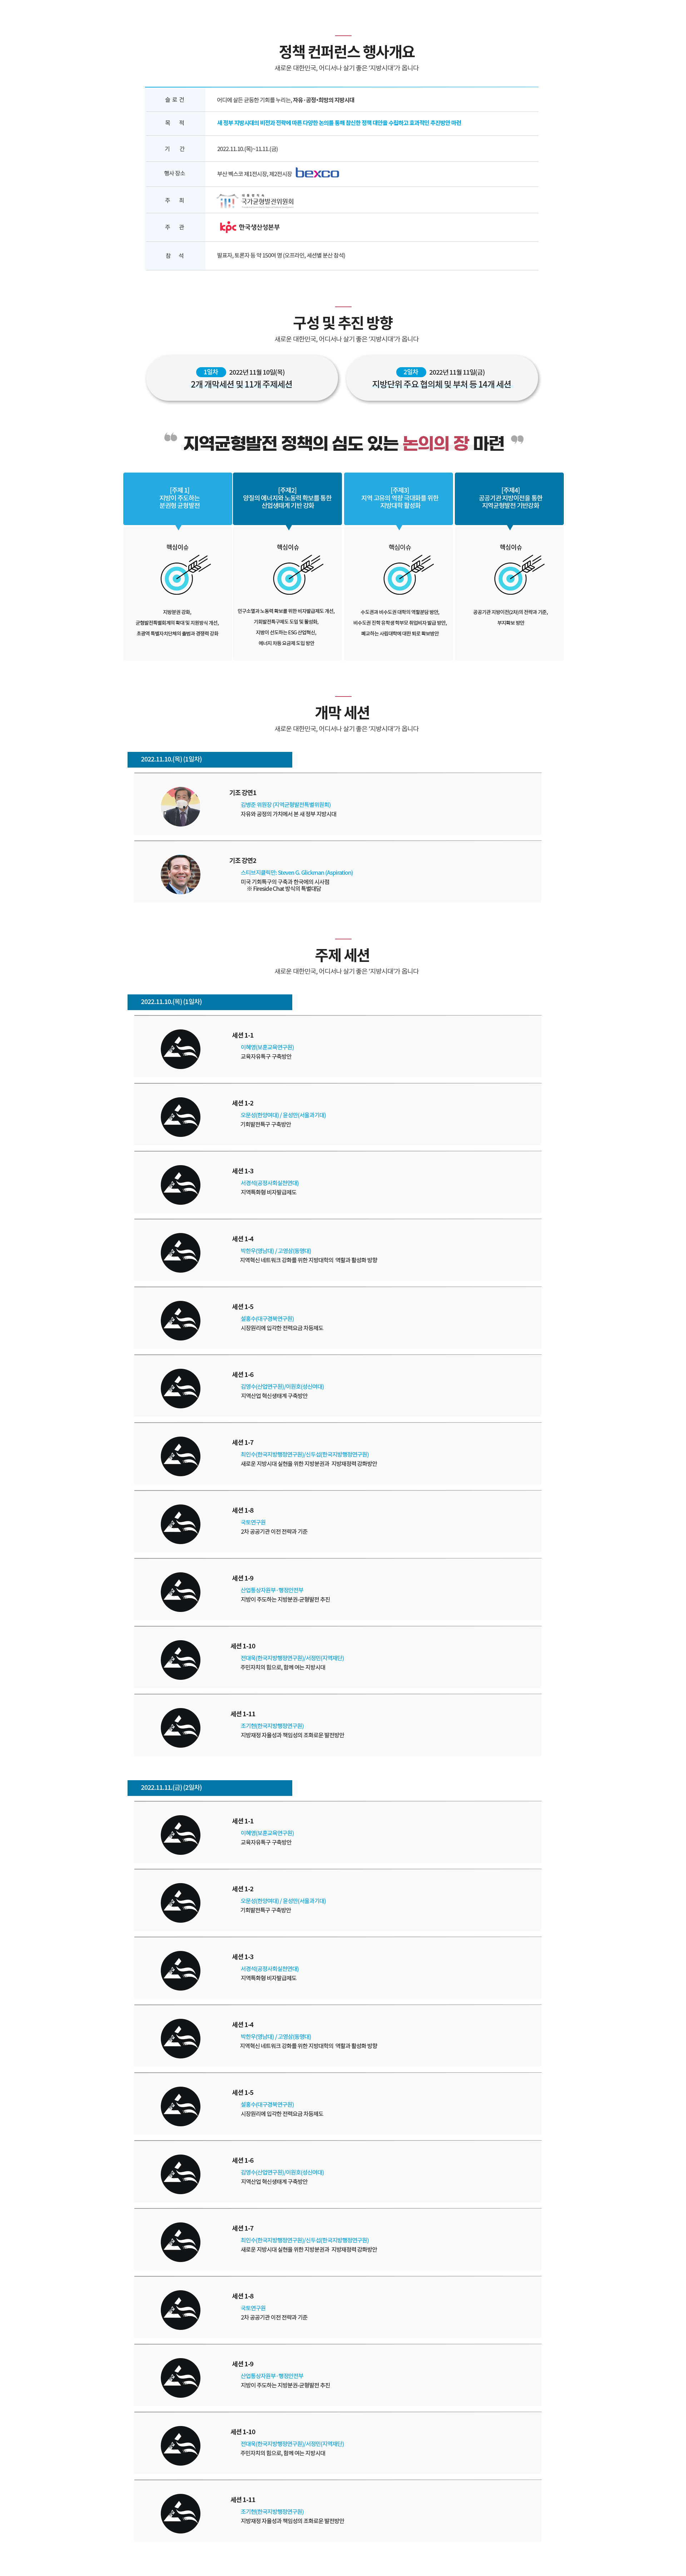 정책 컨퍼런스 행사개요
새로운 대한민국, 어디서나 살기 좋은 '지방시대'가 옵니다
슬로건
어디에 살든 균등한 기회를 누리는, 자유·공정·희망의 지방시대
목 적
새 정부 지방시대의 비전과 전략에 따른 다양한 논의를 통해 참신한 정책 대안을 수립하고 효과적인 추진방안 마련
기 간
2022.11.10.(목)~11.11.(금)
행사 장소
부산 벡스코 제1전시장, 제2전시장 bexco
주 최
대통령직속
국가균형발전위원회
주 관
kpc 한국생산성본부
참 석
발표자, 토론자 등 약 150여 명 (오프라인, 세션별 분산 참석)
구성 및 추진 방향
새로운 대한민국, 어디서나 살기 좋은 '지방시대'가 옵니다
1일차 2022년 11월 10일(목)
2개 개막세션 및 11개 주제세션
2일차 2022년 11월 11일(금)
지방단위 주요 협의체 및 부처 등 14개 세션
지역균형발전 정책의 심도 있는 논의의 장 마련
[주제 1]
지방이 주도하는
분권형 균형발전
핵심이슈
지방분권 강화,
균형발전특별회계의 확대 및 지원방식 개선,
초광역 특별자치단체의 출범과 경쟁력 강화
[주제2]
양질의 에너지와 노동력 확보를 통한
산업생태계 기반 강화
핵심이슈
인구소멸과 노동력 확보를 위한 비자발급제도 개선,
기회발전특구제도 도입 및 활성화,
지방이 선도하는 ESG 산업혁신,
에너지 차등 요금제 도입 방안
[주제3]
지역 고유의 역량 극대화를 위한
지방대학 활성화
핵심이슈
수도권과 비수도권 대학의 역할분담 방안,
비수도권 진학 유학생 학부모 취업비자 발급 방안,
폐교하는 사립대학에 대한 퇴로 확보방안
[주제4]
공공기관 지방이전을 통한
지역균형발전 기반강화
핵심이슈
공공기관 지방이전(2차)의 전략과 기준,
부지확보 방안
개막 세션
새로운 대한민국, 어디서나 살기 좋은 '지방시대'가 옵니다
2022.11.10.(목) (1일차)
기조 강연1
김병준 위원장 (지역균형발전특별위원회)
자유와 공정의 가치에서 본 새 정부 지방시대
기조 강연2
스티브지클릭만: Steven G. Glickman (Aspiration)
미국 기회특구의 구축과 한국에의 시사점
※ Fireside Chat 방식의 특별대담
주제 세션
새로운 대한민국, 어디서나 살기 좋은 '지방시대'가 옵니다
2022.11.10.(목) (1일차)
세션 1-1
이혜영(보훈교육연구원)
교육자유특구 구축방안
세션 1-2
오문성(한양여대) / 윤성만(서울과기대)
기회발전특구 구축방안
세션 1-3
서경석(공정사회실천연대)
지역특화형 비자발급제도
세션 1-4
박한우(영남대) / 고영삼(동명대)
지역혁신 네트워크 강화를 위한 지방대학의 역할과 활성화 방향
세션 1-5
설홍수(대구경북연구원)
시장원리에 입각한 전력요금 차등제도
세션 1-6
김영수(산업연구원)/이원호(성신여대)
지역산업 혁신생태계 구축방안
세션 1-7
최인수(한국지방행정연구원)/신두섭(한국지방행정연구원)
새로운 지방시대 실현을 위한 지방분권과 지방재정력 강화방안
세션 1-8
국토연구원
2차 공공기관 이전 전략과 기준
세션 1-9
산업통상자원부·행정안전부
지방이 주도하는 지방분권-균형발전 추진
세션 1-10
전대욱(한국지방행정연구원)/서정민(지역재단)
주민자치의 힘으로, 함께 여는 지방시대
세션 1-11
조기현(한국지방행정연구원)
지방재정 자율성과 책임성의 조화로운 발전방안
2022.11.11.(금) (2일차)
세션 1-1
이혜영(보훈교육연구원)
교육자유특구 구축방안
세션 1-2
오문성(한양여대) / 윤성만(서울과기대)
기회발전특구 구축방안
세션 1-3
서경석(공정사회실천연대)
지역특화형 비자발급제도
세션 1-4
박한우(영남대) / 고영삼(동명대)
지역혁신 네트워크 강화를 위한 지방대학의 역할과 활성화 방향
세션 1-5
설홍수(대구경북연구원)
시장원리에 입각한 전력요금 차등제도
세션 1-6
김영수(산업연구원)/이원호(성신여대)
지역산업 혁신생태계 구축방안
세션 1-7
최인수(한국지방행정연구원)/신두섭(한국지방행정연구원)
새로운 지방시대 실현을 위한 지방분권과 지방재정력 강화방안
세션 1-8
국토연구원
2차 공공기관 이전 전략과 기준
세션 1-9
산업통상자원부·행정안전부
지방이 주도하는 지방분권-균형발전 추진
세션 1-10
전대욱(한국지방행정연구원)/서정민(지역재단)
주민자치의 힘으로, 함께 여는 지방시대
세션 1-11
조기현(한국지방행정연구원)
지방재정 자율성과 책임성의 조화로운 발전방안